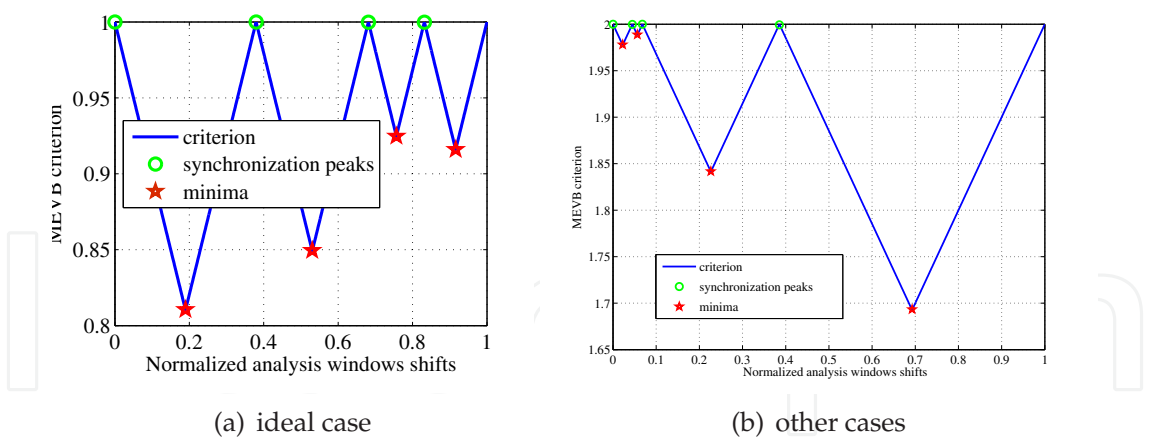 1
0.95
0.9
0.85
0.8
0 0.2 0.4 0.6 0.8 1
MEVB criterion
Normalized analysis windows shifts
criterion
synchronization peaks
minima
(a) ideal case
2
1.95
1.9
1.85
1.8
1.75
1.7
1.65
0 0.1 0.2 0.3 0.4 0.5 0.6 0.7 0.8 0.9 1
MEVB criterion
Normalized analysis windows shifts
criterion
synchronization peaks
minima
(b) other cases